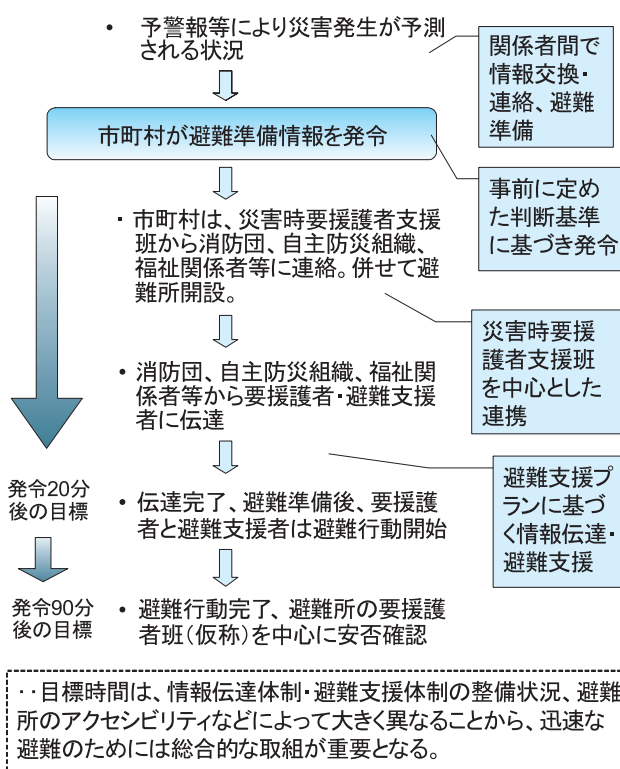 ・ 予警報等により災害発生が予測
される状況
関係者間で
情報交換・
連絡、避難
準備
市町村が避難準備情報を発令
事前に定め
た判断基準
に基づき発令
・ 市町村は、災害時要援護者支援
班から消防団、自主防災組織、
福祉関係者等に連絡。併せて避
難所開設。
災害時要援
護者支援班
を中心とした
連携
・ 消防団、自主防災組織、福祉関
係者等から要援護者・避難支援
者に伝達
避難支援プ
ランに基づ
く情報伝達・
避難支援
発令20分
後の目標
・ 伝達完了、避難準備後、要援護
者と避難支援者は避難行動開始
発令90分
後の目標
・ 避難行動完了、避難所の要援護
者班(仮称)を中心に安否確認
・・目標時間は、情報伝達体制・避難支援体制の整備状況、避難
所のアクセシビリティなどによって大きく異なることから、迅速な
避難のためには総合的な取組が重要となる。